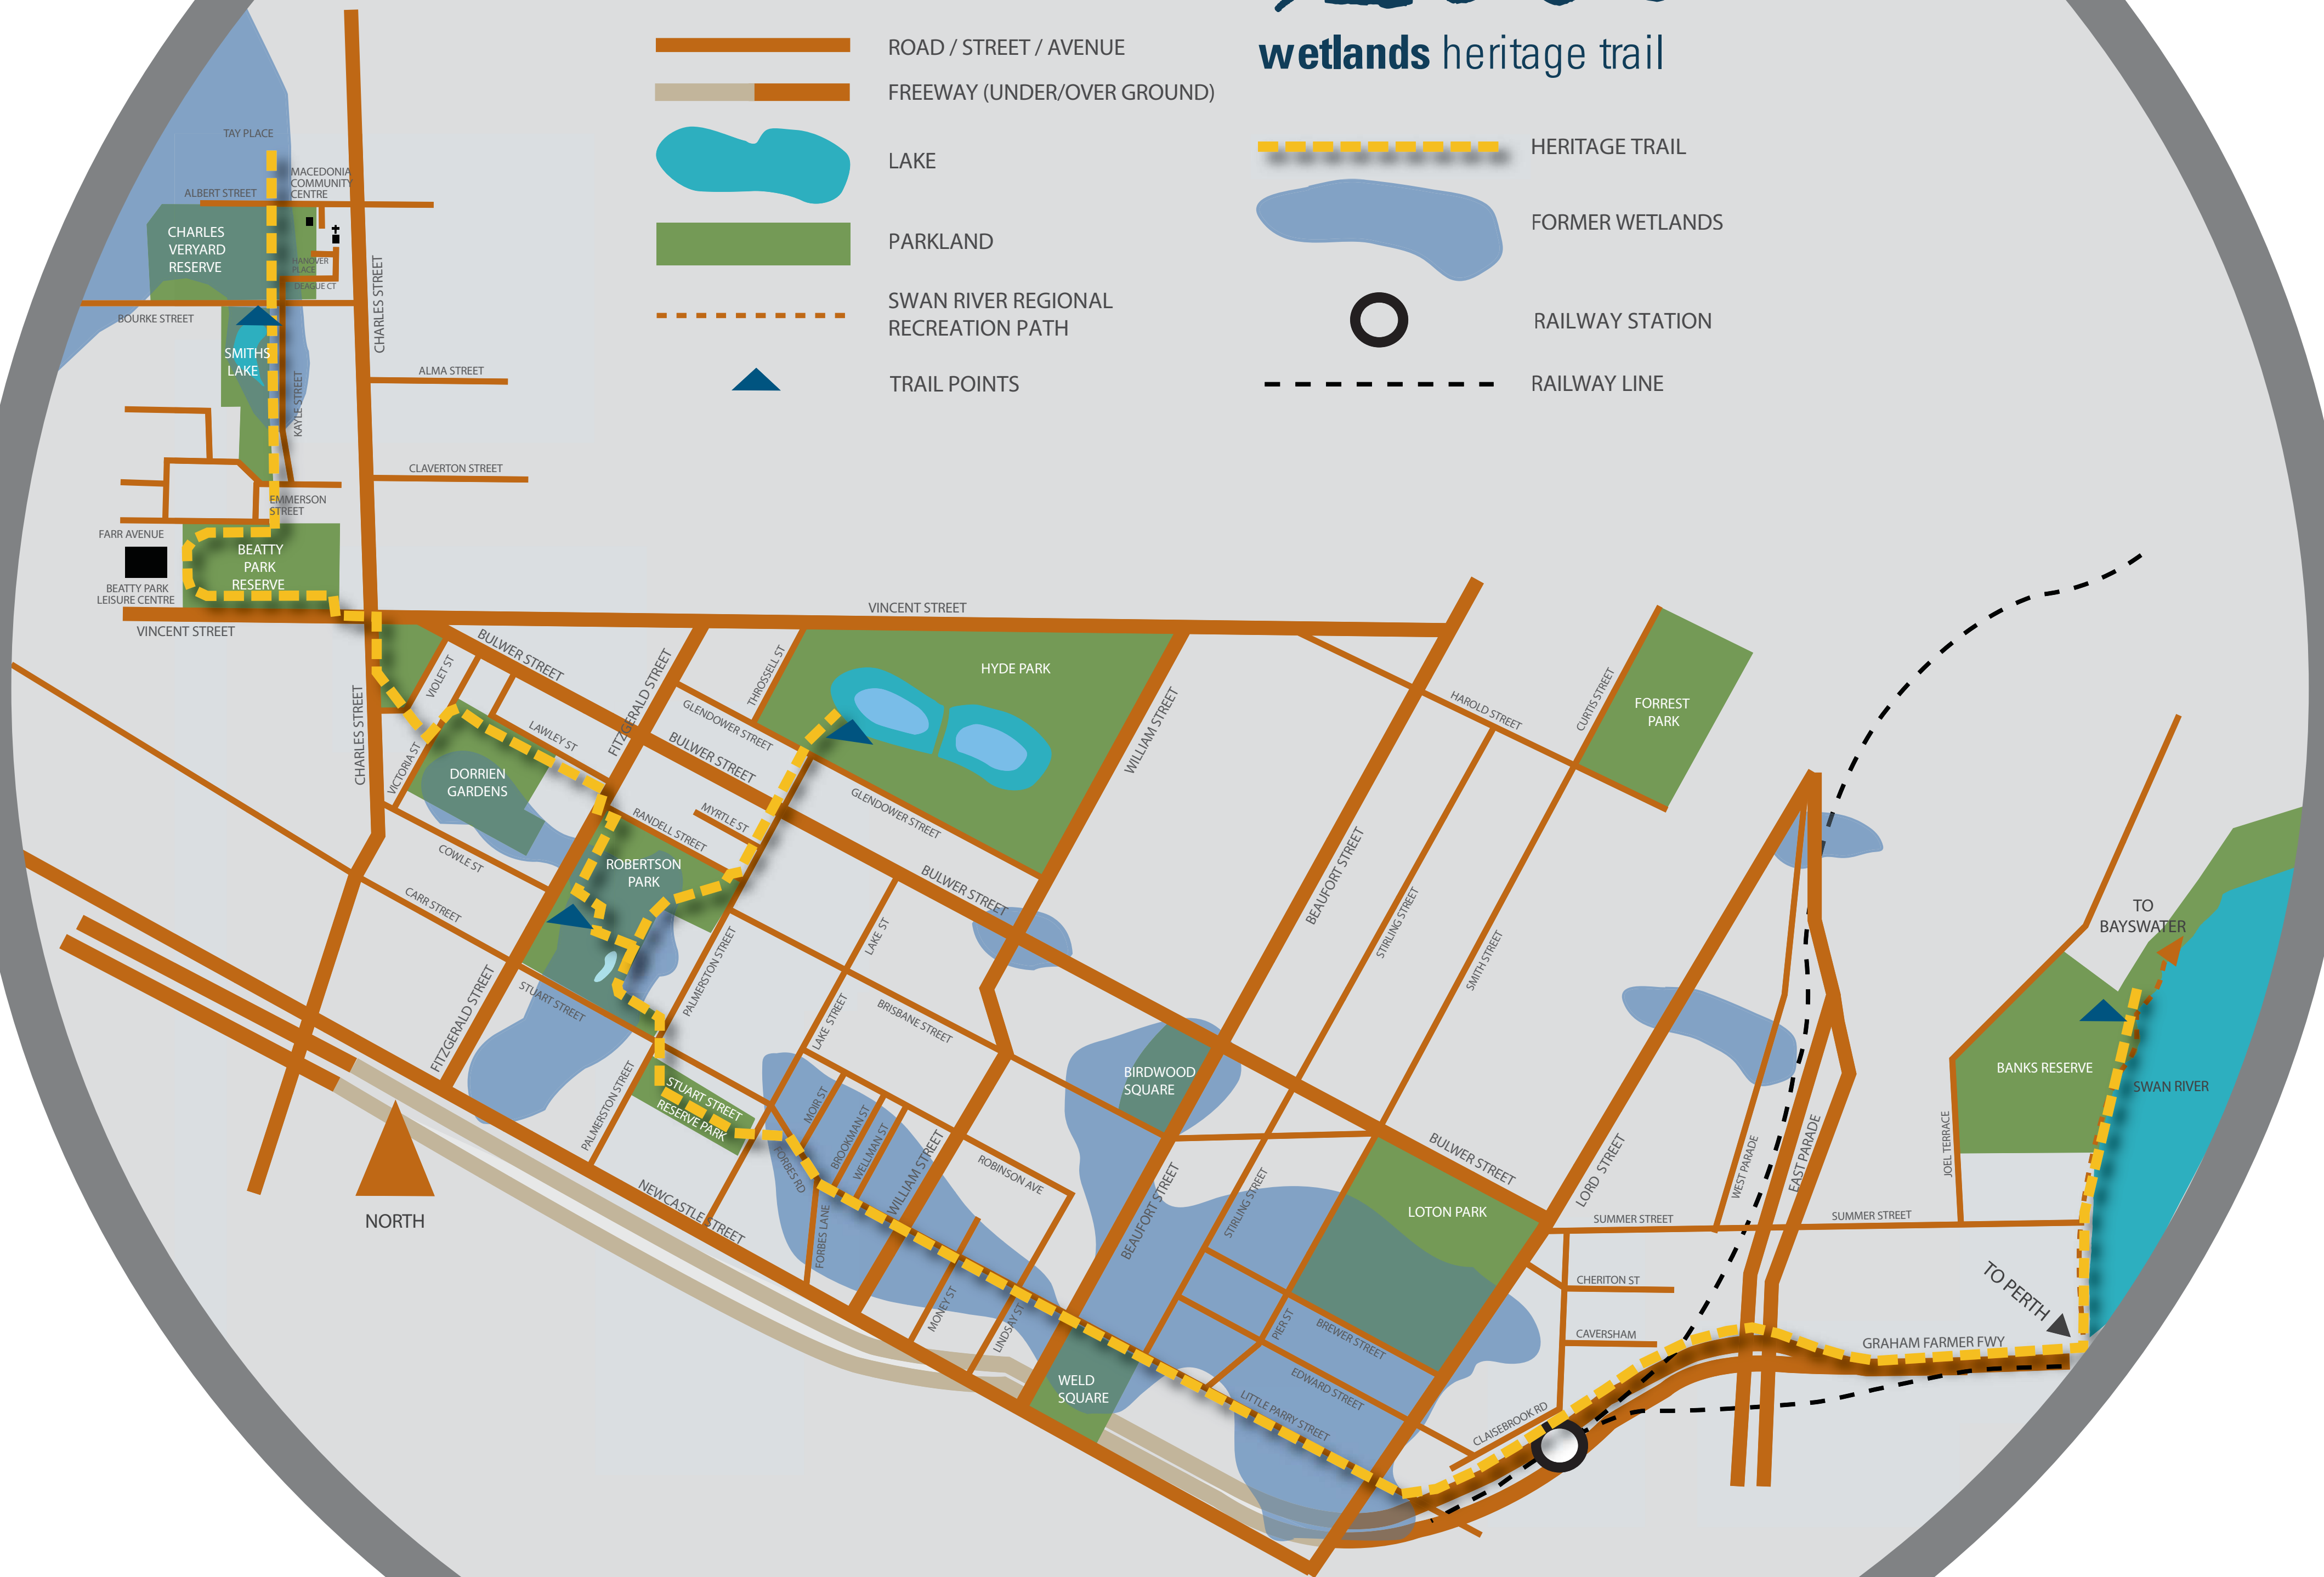 wetlands heritage trail
ROAD / STREET / AVENUE
FREEWAY (UNDER/OVER GROUND)
LAKE
PARKLAND
SWAN RIVER REGIONAL
RECREATION PATH
TRAIL POINTS
HERITAGE TRAIL
FORMER WETLANDS
RAILWAY STATION
RAILWAY LINE
TAY PLACE
MACEDONIA
COMMUNITY
CENTRE
ALBERT STREET
CHARLES
VERYARD
RESERVE
HANOVER
PLACE
DEAGUE CT
CHARLES STREET
BOURKE STREET
SMITHS
LAKE
KAYLE STREET
ALMA STREET
CLAVERTON STREET
EMMERSON
STREET
FARR AVENUE
BEATTY
PARK
RESERVE
BEATTY PARK
LEISURE CENTRE
VINCENT STREET
VINCENT STREET
BULWER STREET
VIOLET ST
FITZGERALD STREET
THROSSELL ST
HYDE PARK
GLENDOWER STREET
LAWLEY ST
BULWER STREET
WILLIAM STREET
HAROLD STREET
CURTIS STREET
FORREST
PARK
CHARLES STREET
VICTORIA ST
DORRIEN
GARDENS
MYRTLE ST
RANDELL STREET
GLENDOWER STREET
COWLE ST
ROBERTSON
PARK
CARR STREET
BULWER STREET
BEAUFORT STREET
STIRLING STREET
SMITH STREET
LAKE ST
PALMERSTON STREET
FITZGERALD STREET
STUART STREET
LAKE STREET
BRISBANE STREET
TO
BAYSWATER
BIRDWOOD
SQUARE
BANKS RESERVE
SWAN RIVER
PALMERSTON STREET
STUART STREET
RESERVE PARK
MOIR ST
BROOKMAN ST
WELLMAN ST
FORBES RD
WILLIAM STREET
ROBINSON AVE
BULWER STREET
LORD STREET
WEST PARADE
EAST PARADE
JOEL TERRACE
NORTH
NEWCASTLE STREET
FORBES LANE
BEAUFORT STREET
STIRLING STREET
LOTON PARK
SUMMER STREET
SUMMER STREET
CHERITON ST
TO PERTH
MONEY ST
LINDSAY ST
PIER ST
BREWER STREET
CAVERSHAM
GRAHAM FARMER FWY
WELD
SQUARE
EDWARD STREET
LITTLE PARRY STREET
CLAISEBROOK RD